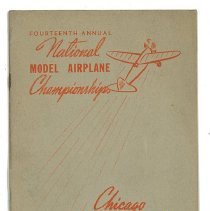 FOURTEENTH ANNUAL
National
MODEL AIRPLANE
Championships
Chicago